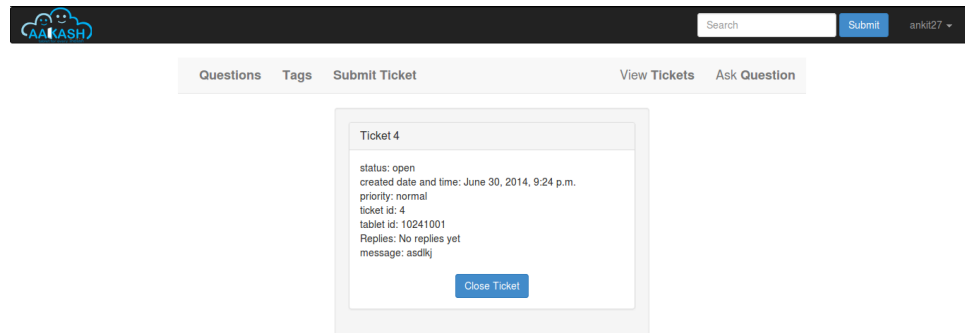 AAKASH
Search
Submit
ankit27
Questions Tags Submit Ticket View Tickets Ask Question
Ticket 4
status: open
created date and time: June 30, 2014, 9:24 p.m.
priority: normal
ticket id: 4
tablet id: 10241001
Replies: No replies yet
message: asdlkj
Close Ticket